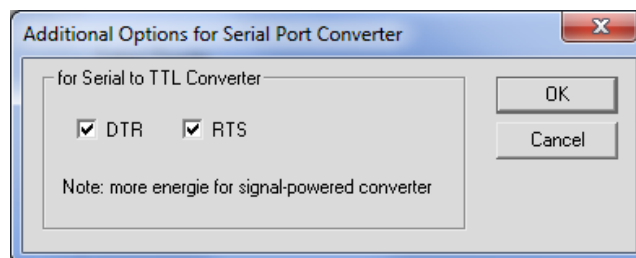 Additional Options for Serial Port Converter
for Serial to TTL Converter
DTR RTS
Note: more energie for signal-powered converter
OK
Cancel